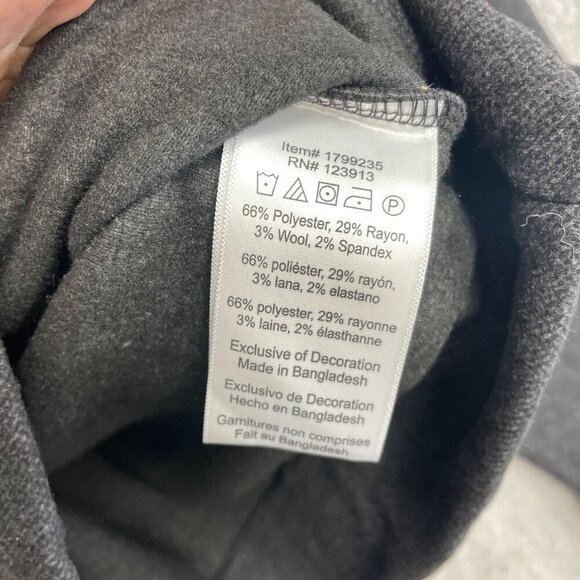 Item# 1799235
RN# 123913
P
66% Polyester, 29% Rayon,
3% Wool, 2% Spandex
66% poliéster, 29% rayón,
3% lana, 2% elastano
66% polyester, 29% rayonne
3% laine, 2% élasthanne
Exclusive of Decoration
Made in Bangladesh
Exclusivo de Decoration
Hecho en Bangladesh
Garnitures non comprises
Fait au Bangladesh